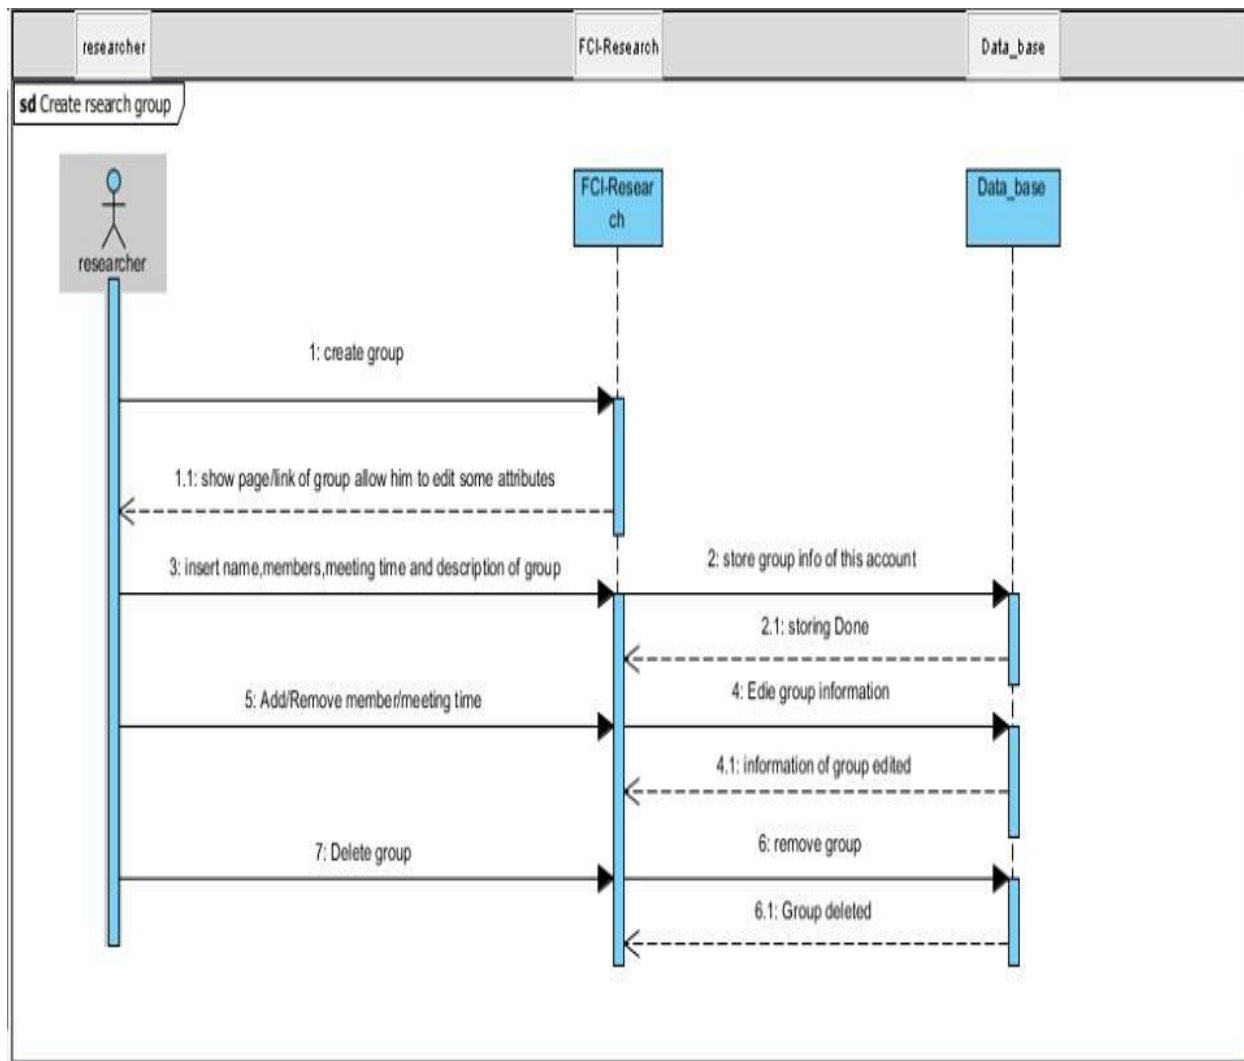 researcher
FCI-Research
Data_base
sd Create rsearch group
researcher
FCI-Resear
ch
Data_base
1: create group
1.1: show page/link of group allow him to edit some attributes
3: insert name,members,meeting time and description of group
2: store group info of this account
2.1: storing Done
5: Add/Remove member/meeting time
4: Edie group information
4.1: information of group edited
7: Delete group
6: remove group
6.1: Group deleted